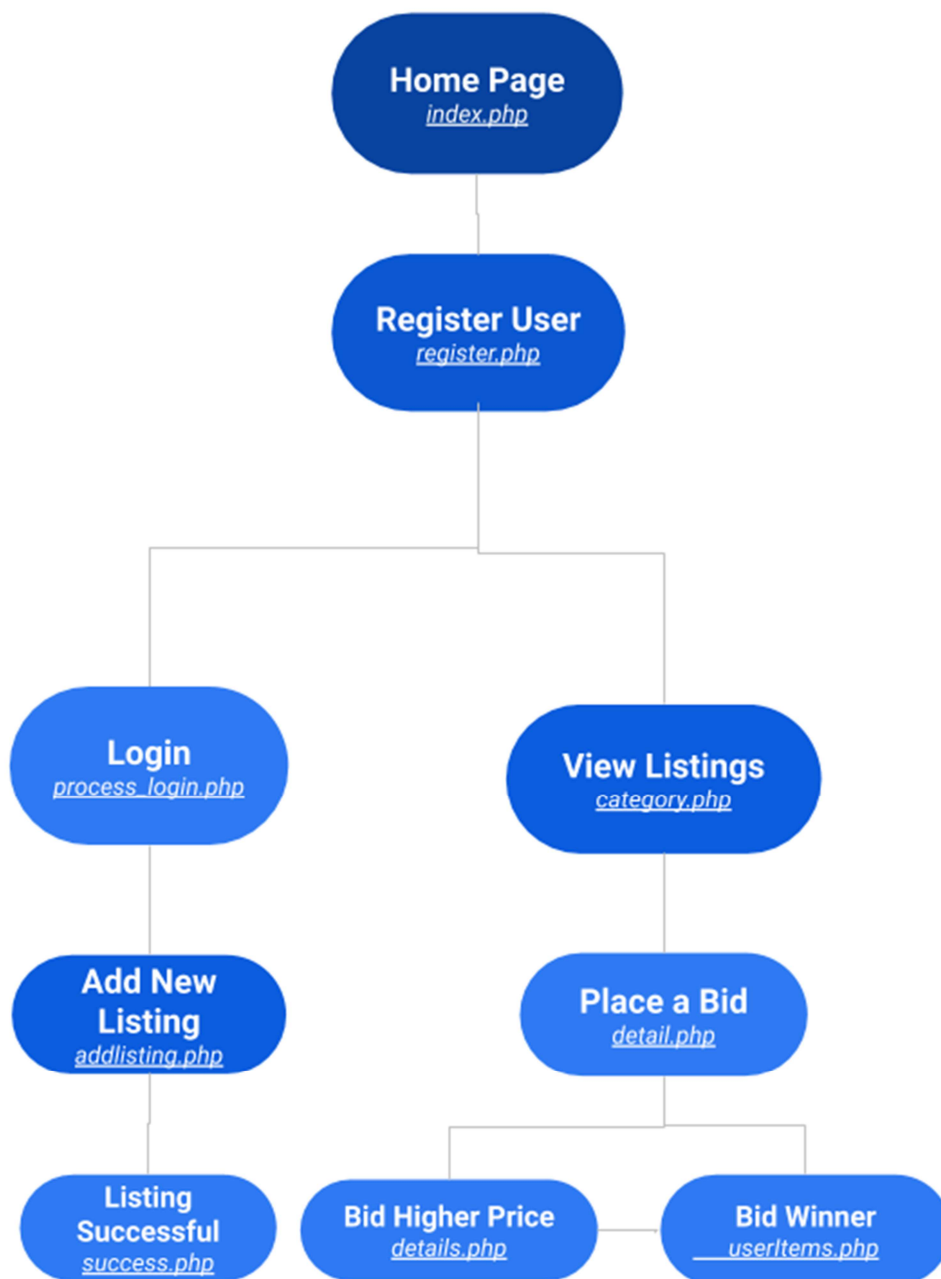 Home Page
index.php
Register User
register.php
Login
process_login.php
View Listings
category.php
Add New
Listing
addlisting.php
Place a Bid
detail.php
Listing
Successful
success.php
Bid Higher Price
details.php
Bid Winner
userItems.php